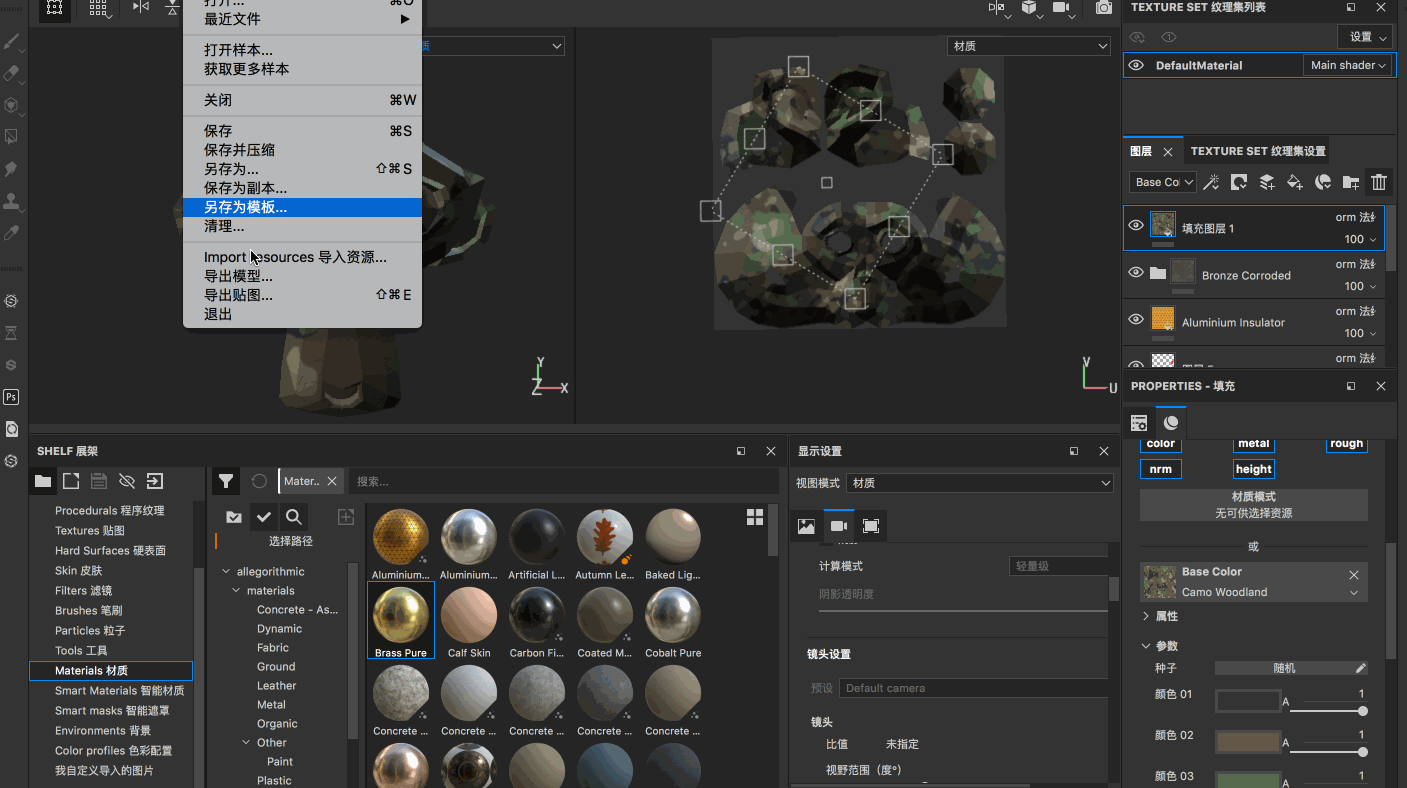 打开...
⌘O
最近文件
打开样本...
获取更多样本
关闭 ⌘W
保存 ⌘S
保存并压缩
另存为... ⇧⌘S
保存为副本...
另存为模板...
清理...
Import resources 导入资源...
导出模型...
导出贴图... ⇧⌘E
退出
质
材质
Y
Z
X
V
U
Ps
TEXTURE SET 纹理集列表
设置
DefaultMaterial
Main shader
图层
TEXTURE SET 纹理集设置
Base Co
填充图层 1
orm 法
100
Bronze Corroded
orm 法
100
Aluminium Insulator
orm 法
100
orm 法
PROPERTIES - 填充
color metal rough
nrm height
材质模式
无可供选择资源
或
Base Color
Camo Woodland
属性
参数
种子 随机
颜色 01 A 1
颜色 02 A 1
颜色 03 A 1
SHELF 展架
Procedurals 程序纹理
Textures 贴图
Hard Surfaces 硬表面
Skin 皮肤
Filters 滤镜
Brushes 笔刷
Particles 粒子
Tools 工具
Materials 材质
Smart Materials 智能材质
Smart masks 智能遮罩
Environments 背景
Color profiles 色彩配置
我自定义导入的图片
Mater..
搜索...
选择路径
allegorithmic
materials
Concrete - As...
Dynamic
Fabric
Ground
Leather
Metal
Organic
Other
Paint
Plastic
Aluminium... Aluminium... Artificial L... Autumn Le... Baked Lig...
Brass Pure Calf Skin Carbon Fi... Coated M... Cobalt Pure
Concrete ... Concrete ... Concrete ... Concrete ... Concrete ...
显示设置
视图模式 材质
计算模式 轻量级
阴影透明度
镜头设置
预设 Default camera
镜头
比值 未指定
视野范围（度°）